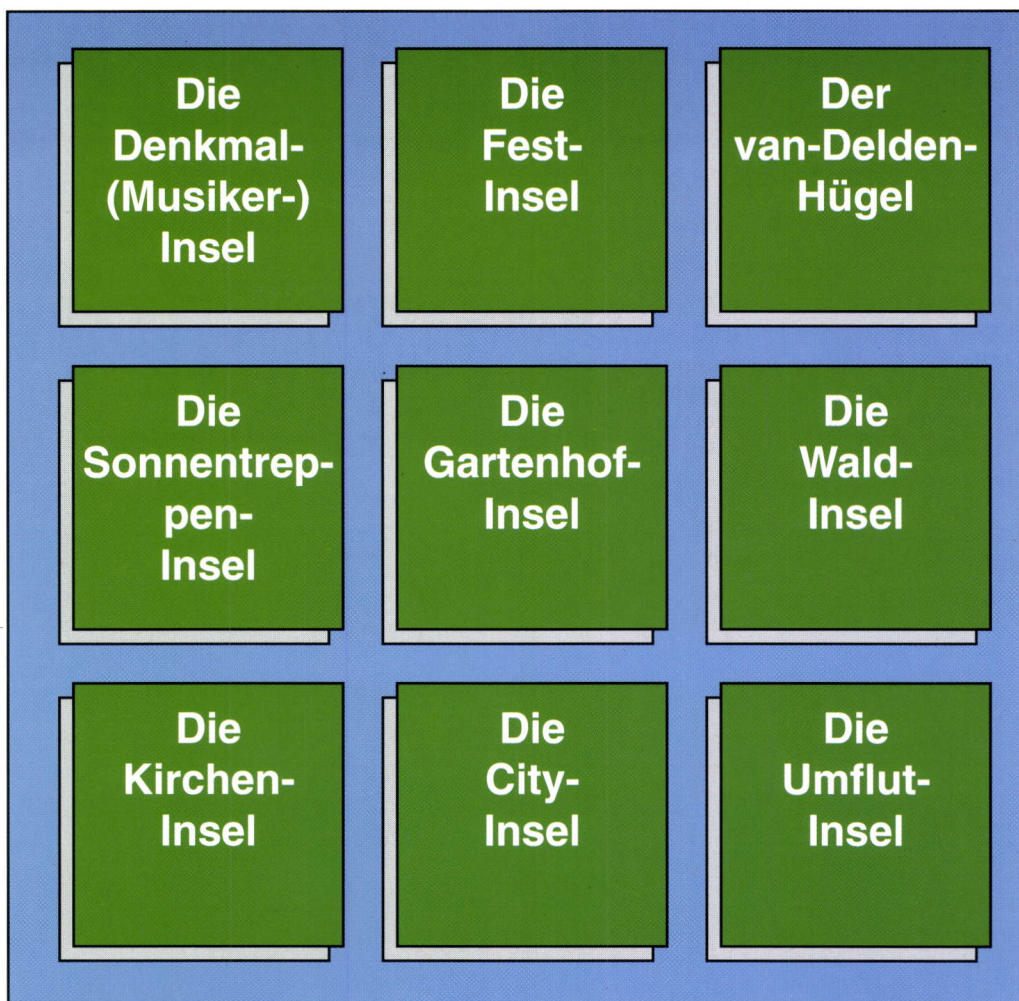 Die
Denkmal-
(Musiker-)
Insel
Die
Fest-
Insel
Der
van-Delden-
Hügel
Die
Sonnentrep-
pen-
Insel
Die
Gartenhof-
Insel
Die
Wald-
Insel
Die
Kirchen-
Insel
Die
City-
Insel
Die
Umflut-
Insel